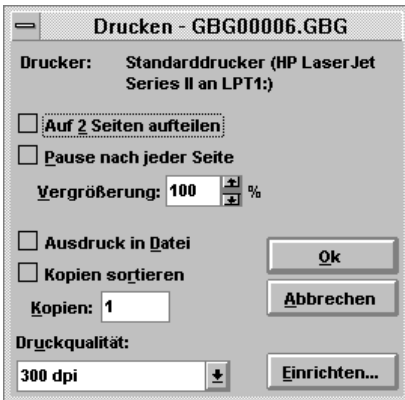 Drucken - GBG00006.GBG
Drucker: Standarddrucker (HP LaserJet
Series II an LPT1:)
Auf 2 Seiten aufteilen
Pause nach jeder Seite
Vergrößerung: 100 %
Ausdruck in Datei
Ok
Kopien sortieren
Abbrechen
Kopien: 1
Druckqualität:
300 dpi
Einrichten...